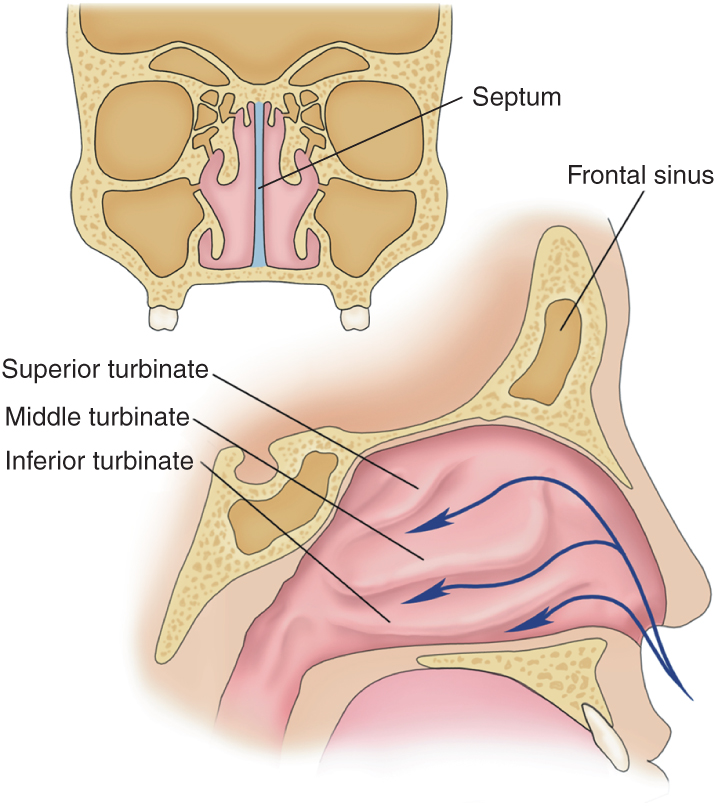 Septum
Frontal sinus
Superior turbinate
Middle turbinate
Inferior turbinate